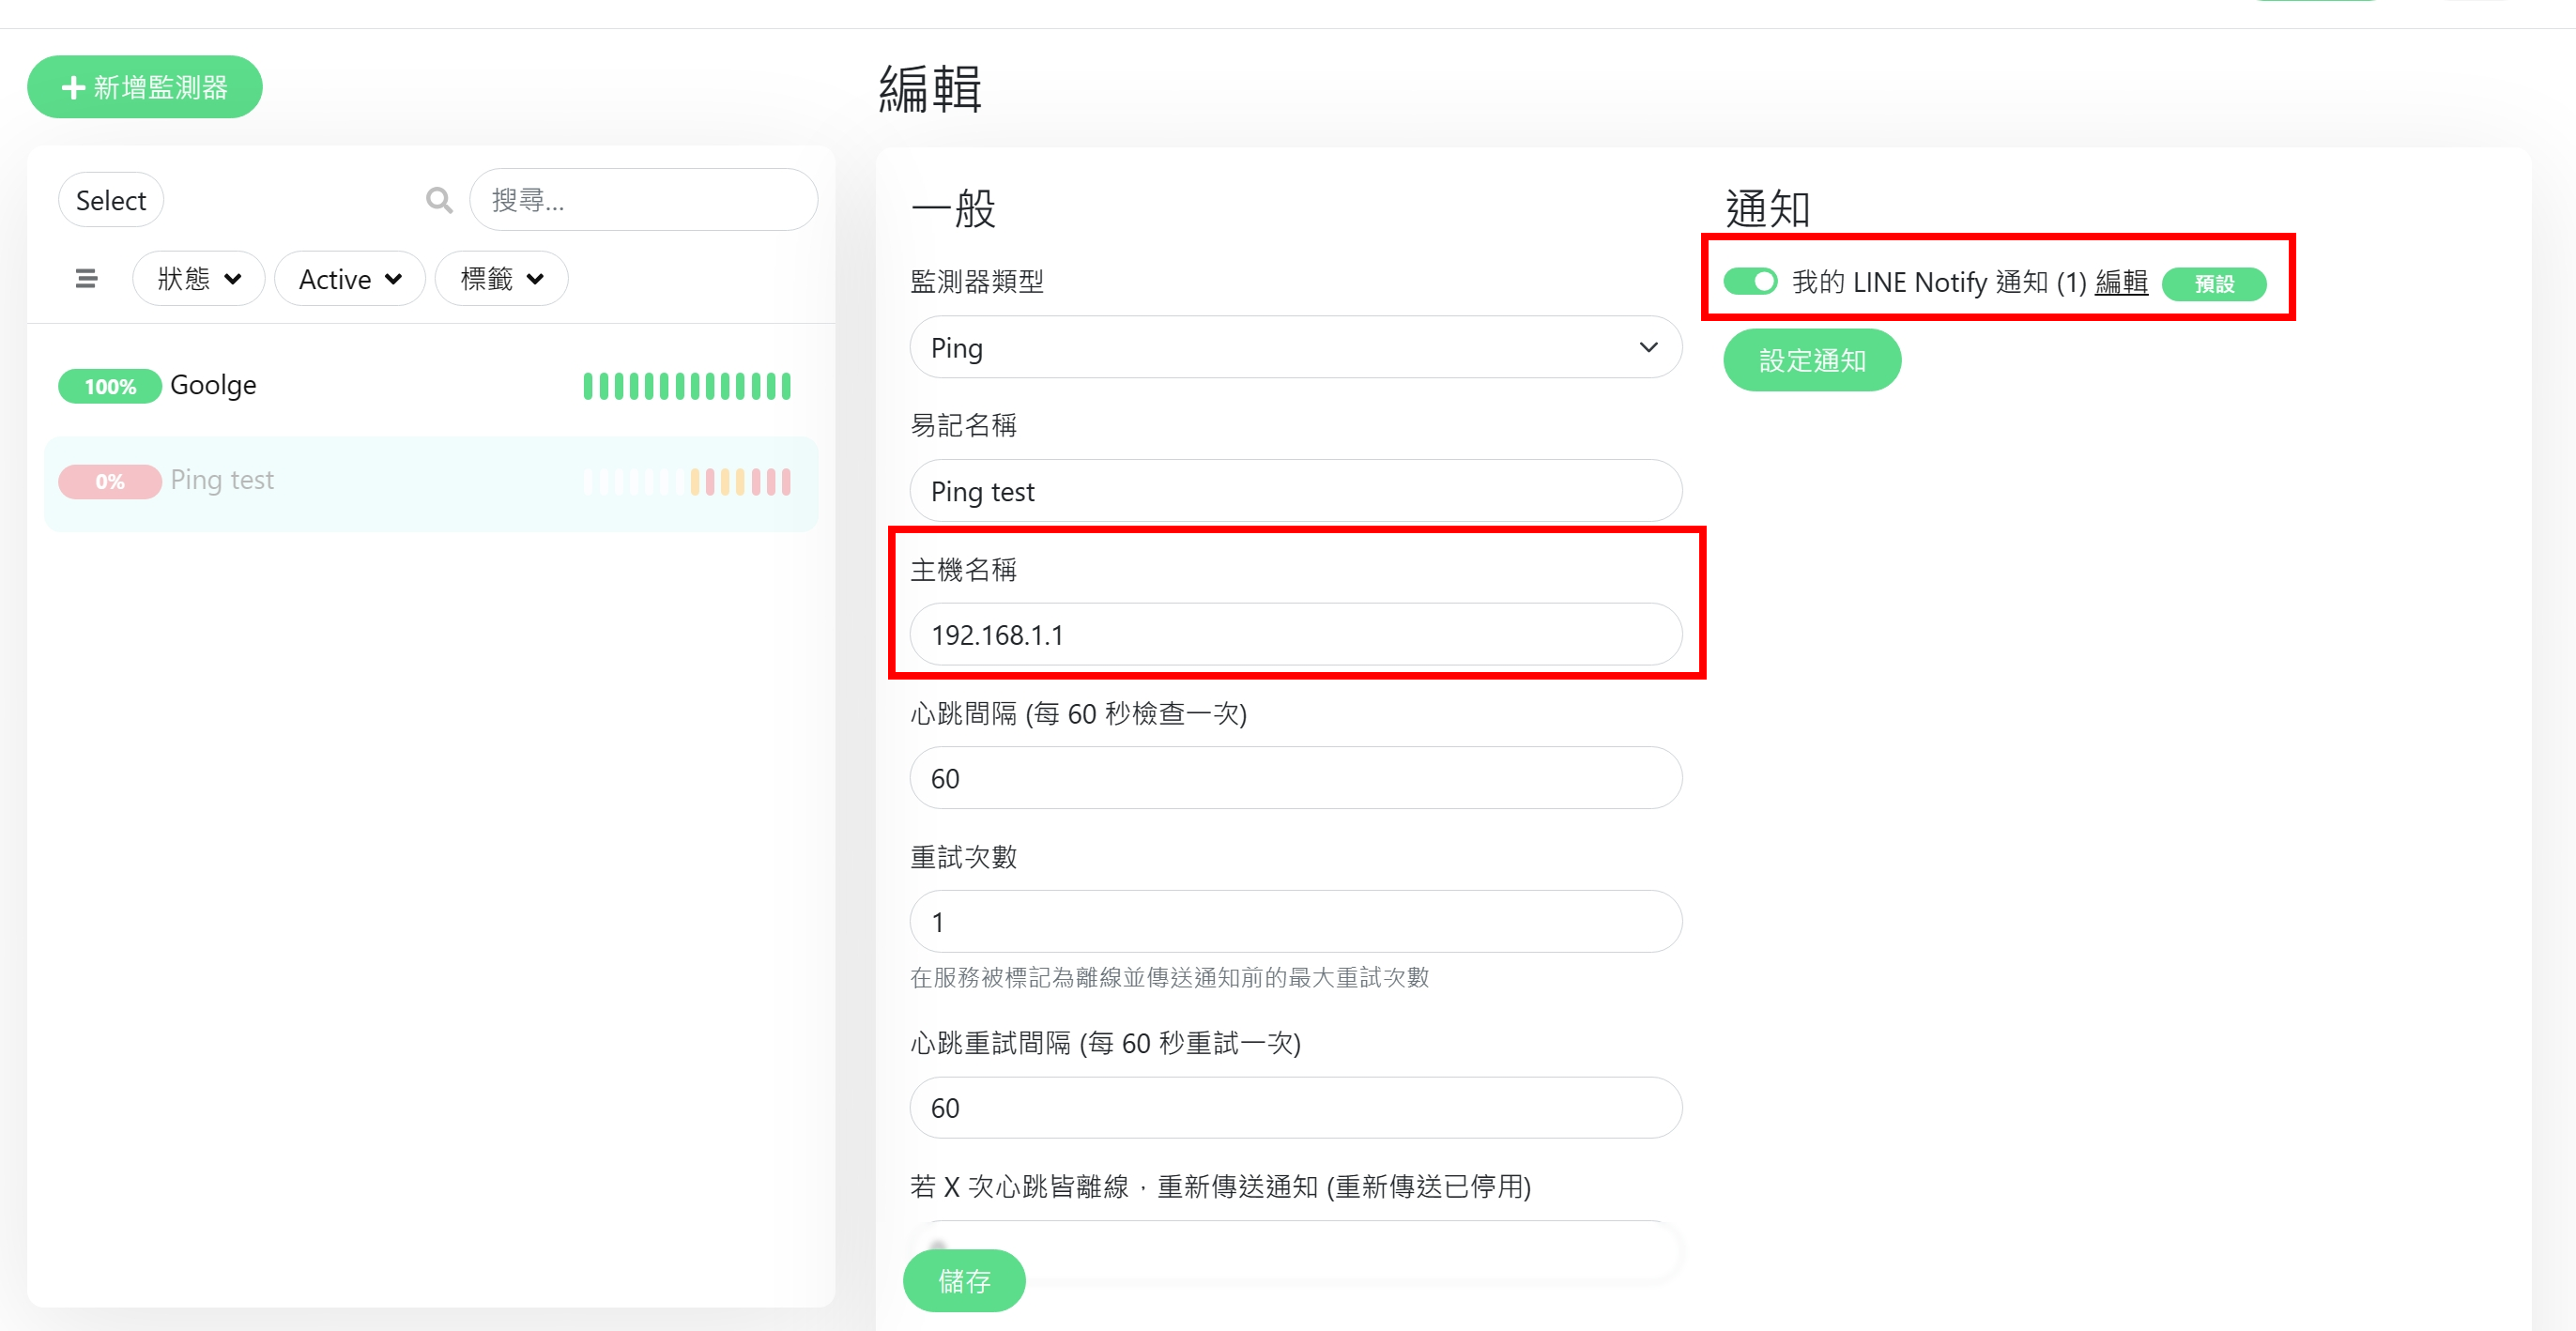 新增監測器
Select
搜尋...
狀態
Active
標籤
100%
Goolge
0%
Ping test
編輯
一般
監測器類型
Ping
易記名稱
Ping test
主機名稱
192.168.1.1
心跳間隔 (每 60 秒檢查一次)
60
重試次數
1
在服務被標記為離線並傳送通知前的最大重試次數
心跳重試間隔 (每 60 秒重試一次)
60
若 X 次心跳皆離線，重新傳送通知 (重新傳送已停用)
儲存
通知
我的 LINE Notify 通知 (1) 編輯 預設
設定通知